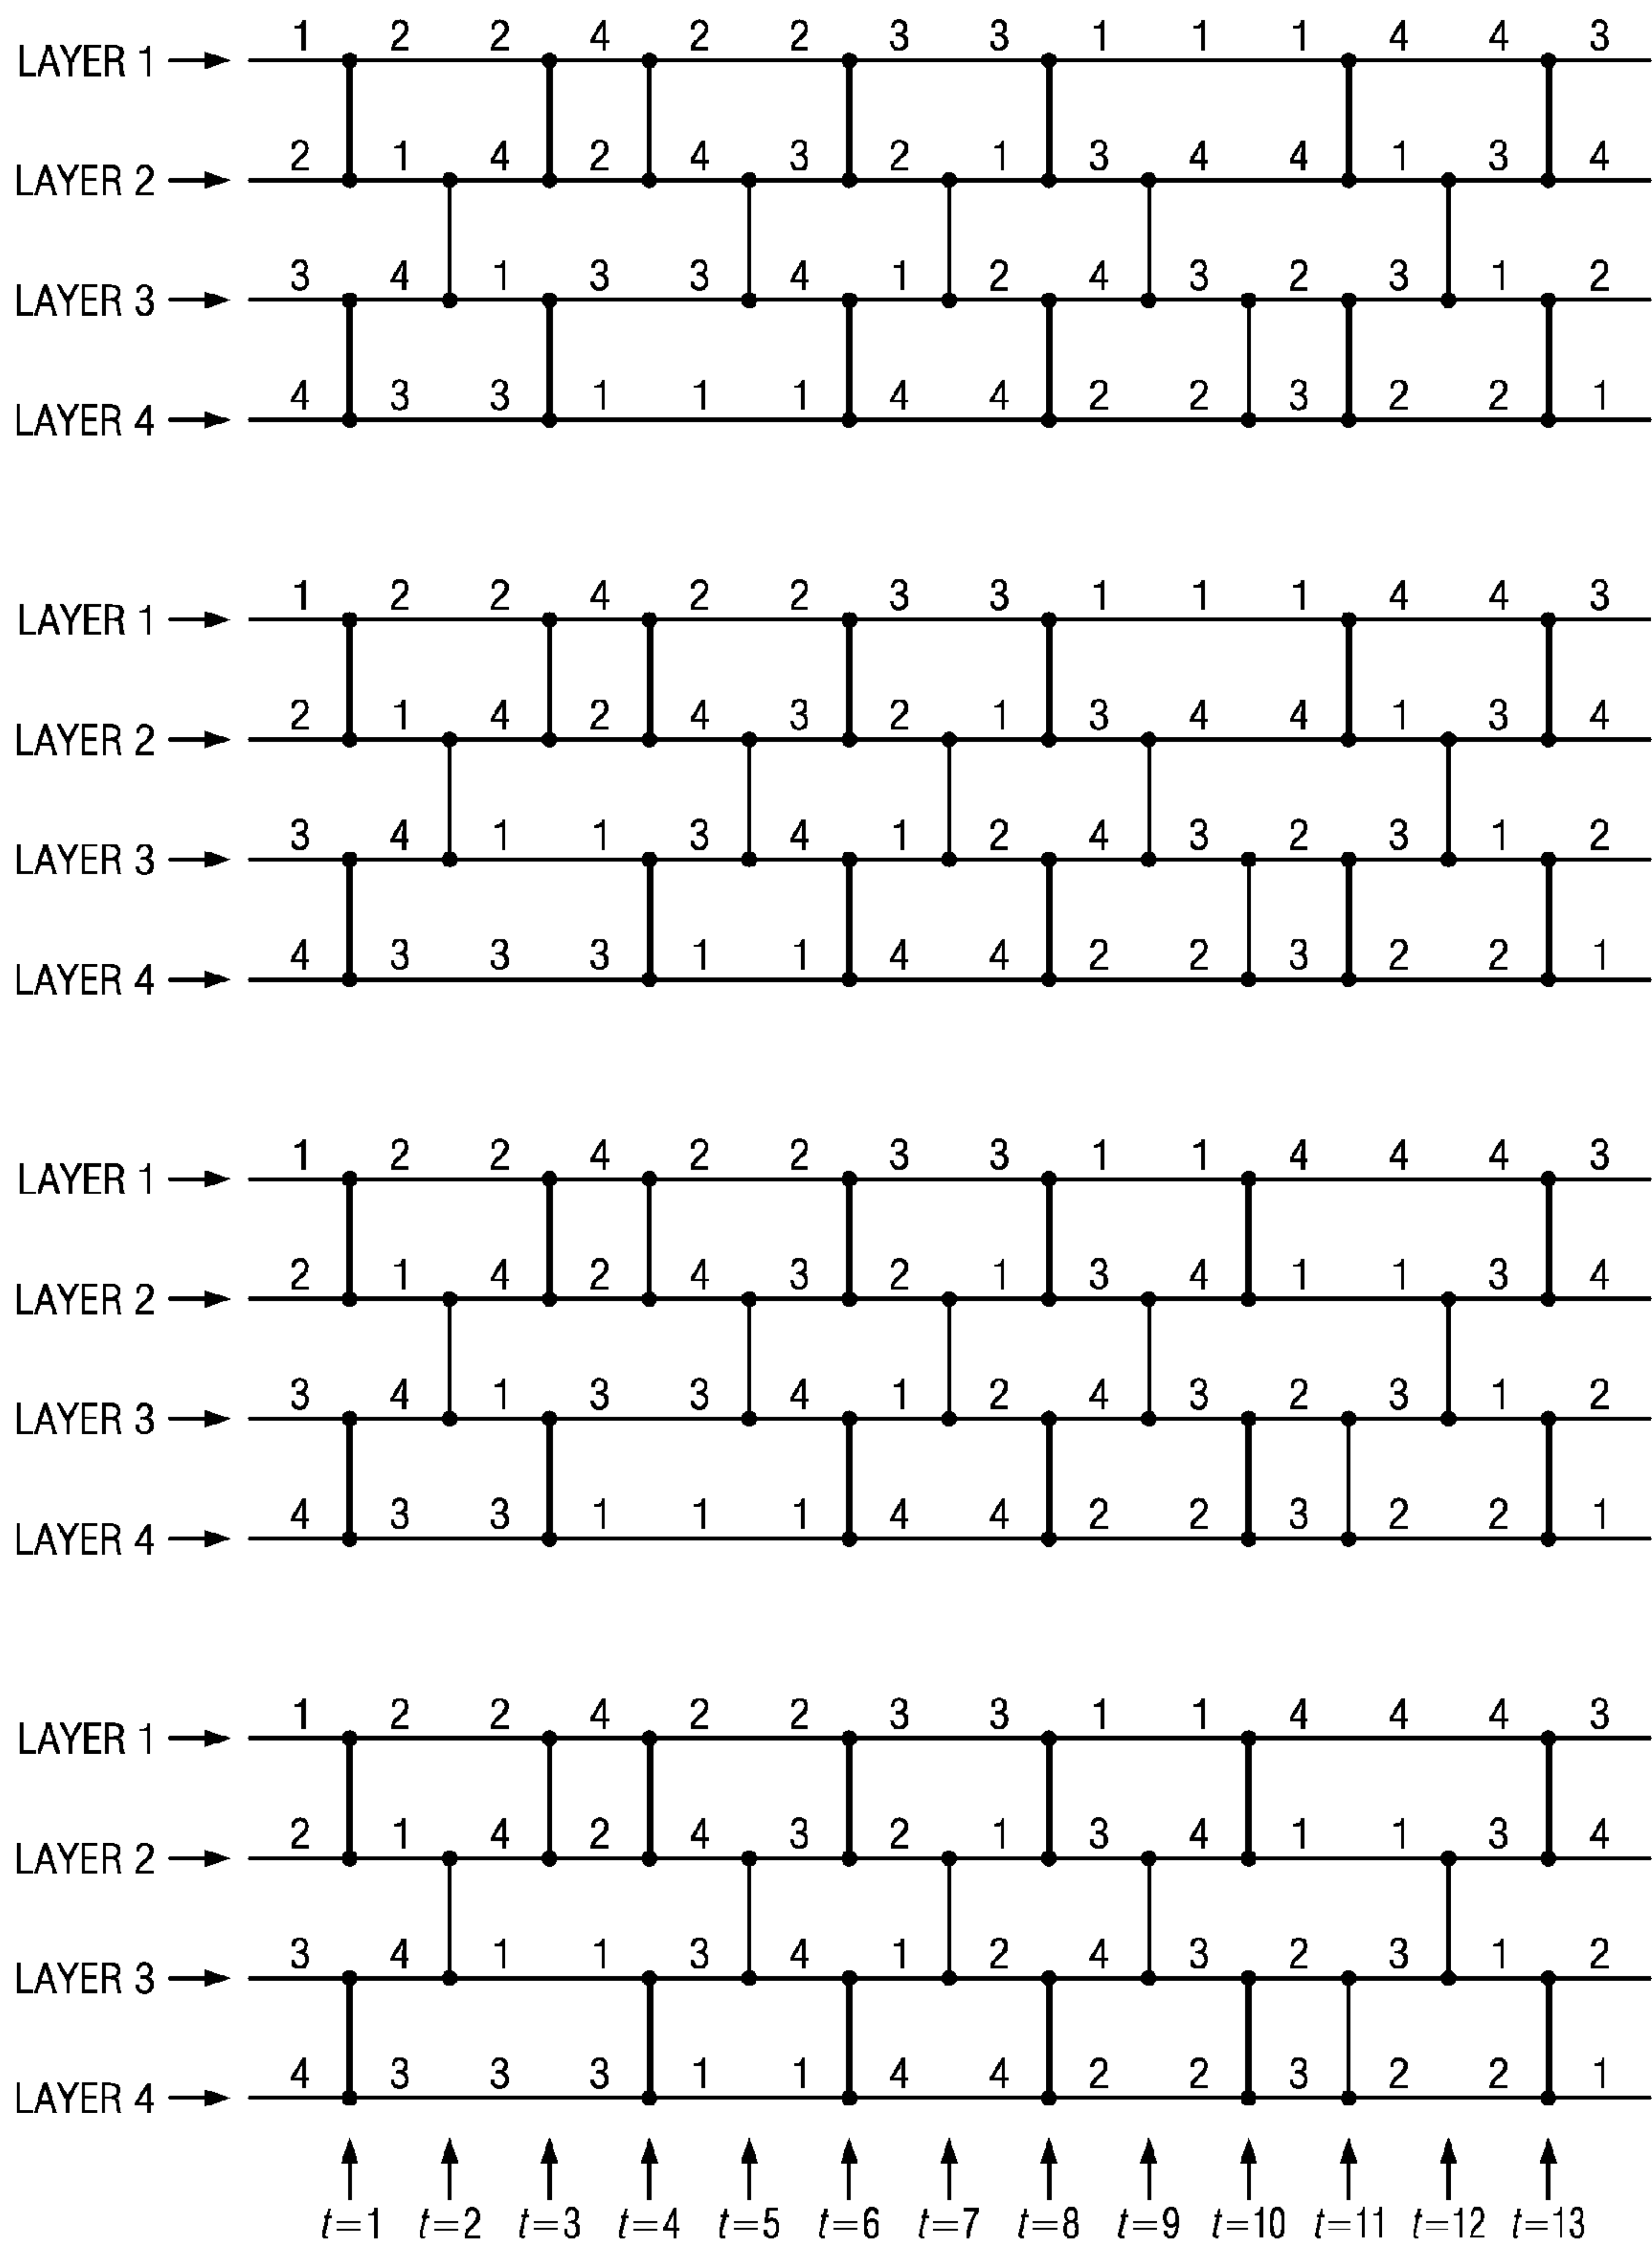 1 2 2 4 2 2 3 3 1 1 1 4 4 3
LAYER 1
2 1 4 2 4 3 2 1 3 4 4 1 3 4
LAYER 2
3 4 1 3 3 4 1 2 4 3 2 3 1 2
LAYER 3
4 3 3 1 1 1 4 4 2 2 3 2 2 1
LAYER 4
1 2 2 4 2 2 3 3 1 1 1 4 4 3
LAYER 1
2 1 4 2 4 3 2 1 3 4 4 1 3 4
LAYER 2
3 4 1 1 3 4 1 2 4 3 2 3 1 2
LAYER 3
4 3 3 3 1 1 4 4 2 2 3 2 2 1
LAYER 4
1 2 2 4 2 2 3 3 1 1 4 4 4 3
LAYER 1
2 1 4 2 4 3 2 1 3 4 1 1 3 4
LAYER 2
3 4 1 3 3 4 1 2 4 3 2 3 1 2
LAYER 3
4 3 3 1 1 1 4 4 2 2 3 2 2 1
LAYER 4
1 2 2 4 2 2 3 3 1 1 4 4 4 3
LAYER 1
2 1 4 2 4 3 2 1 3 4 1 1 3 4
LAYER 2
3 4 1 1 3 4 1 2 4 3 2 3 1 2
LAYER 3
4 3 3 3 1 1 4 4 2 2 3 2 2 1
LAYER 4
t=1 t=2 t=3 t=4 t=5 t=6 t=7 t=8 t=9 t=10 t=11 t=12 t=13